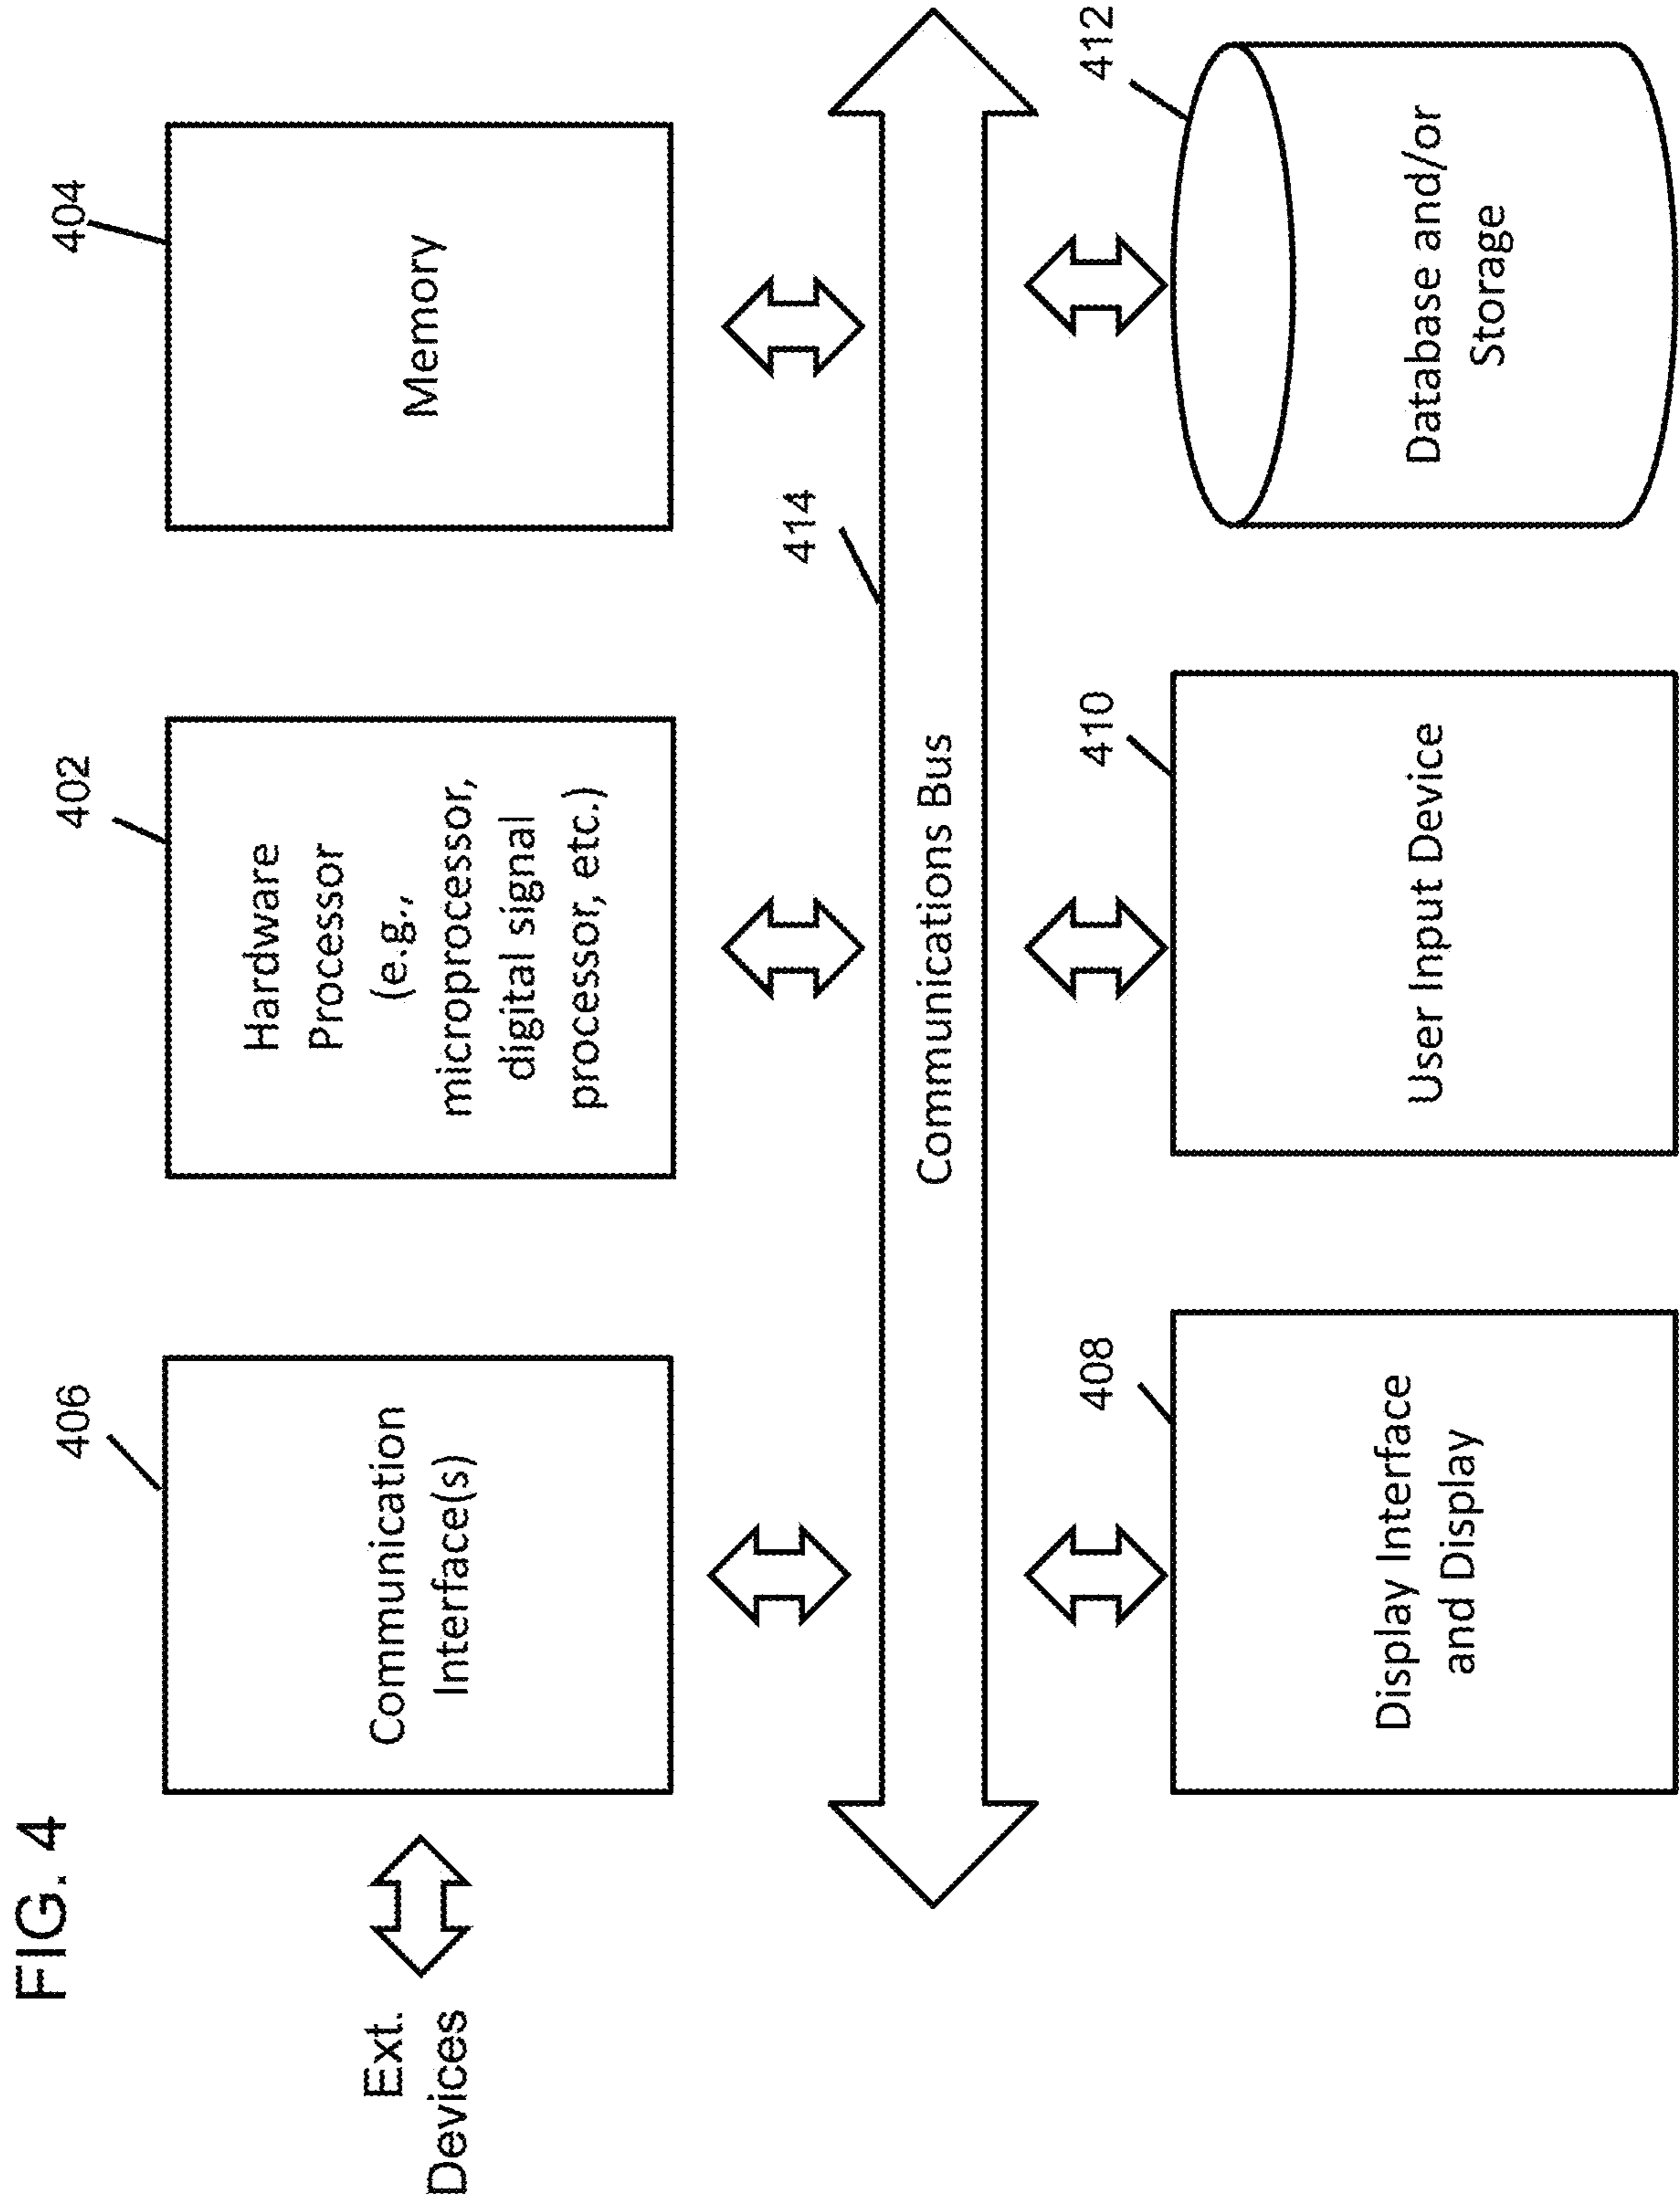 FIG. 4
406
402
404
Ext.
Devices
Communication
Interface(s)
Hardware
Processor
(e.g.,
microprocessor,
digital signal
processor, etc.)
Memory
414
Communications Bus
408
410
412
Display Interface
and Display
User Input Device
Database and/or
Storage